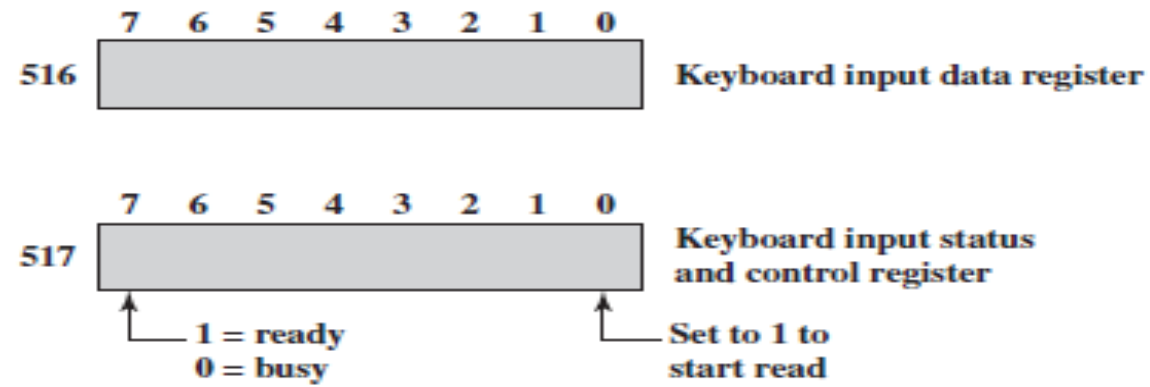 7 6 5 4 3 2 1 0
516 Keyboard input data register
7 6 5 4 3 2 1 0
517 Keyboard input status
and control register
1 = ready Set to 1 to
0 = busy start read